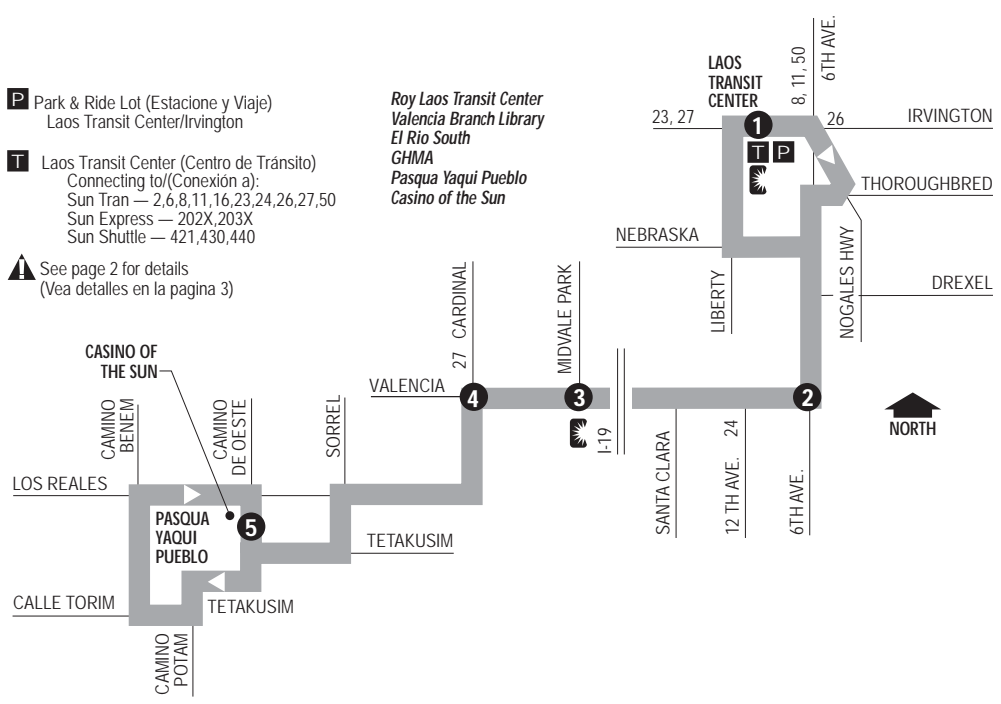 P Park & Ride Lot (Estacione y Viaje)
Laos Transit Center/Irvington
T Laos Transit Center (Centro de Tránsito)
Connecting to/(Conexión a):
Sun Tran — 2,6,8,11,16,23,24,26,27,50
Sun Express — 202X,203X
Sun Shuttle — 421,430,440
! See page 2 for details
(Vea detalles en la pagina 3)
Roy Laos Transit Center
Valencia Branch Library
El Rio South
GHMA
Pasqua Yaqui Pueblo
Casino of the Sun
LAOS
TRANSIT
CENTER
8, 11, 50
6TH AVE.
23, 27
1
26
IRVINGTON
T P
THOROUGHBRED
NEBRASKA
LIBERTY
NOGALES HWY
DREXEL
27 CARDINAL
MIDVALE PARK
VALENCIA
4
3
2
I-19
SANTA CLARA
12 TH AVE. 24
6TH AVE.
NORTH
CASINO OF
THE SUN
CAMINO
BENEM
CAMINO
DE OESTE
SORREL
LOS REALES
PASQUA
YAQUI
PUEBLO
5
TETAKUSIM
CALLE TORIM
TETAKUSIM
CAMINO
POTAM